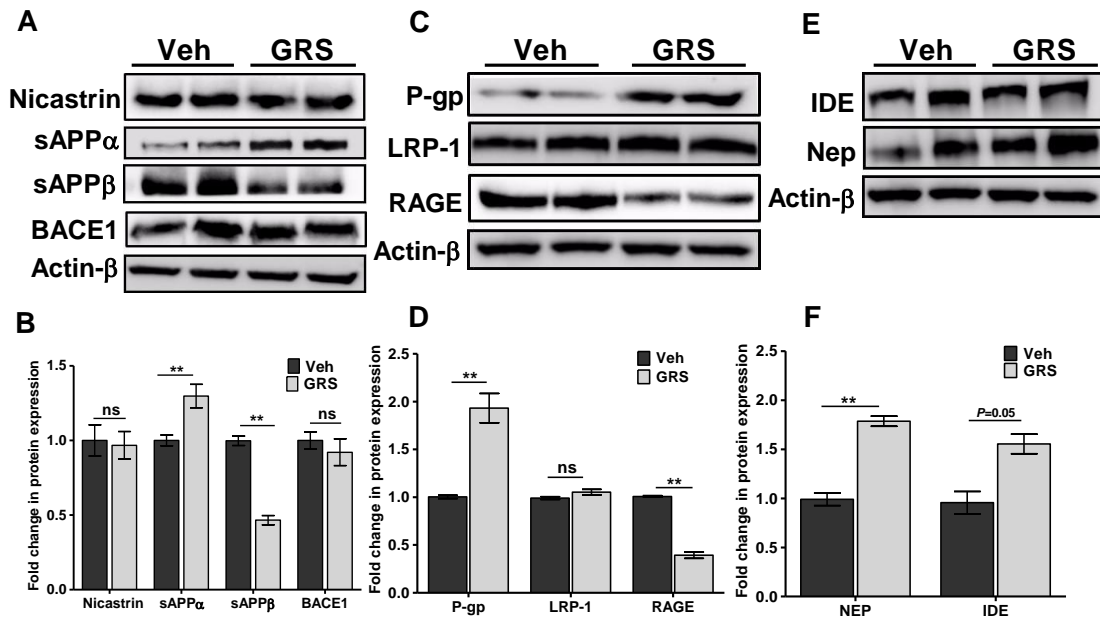 A
Veh GRS
Nicastrin
sAPPα
sAPPβ
BACE1
Actin-β
B
Fold change in protein expression
1.5
1.0
0.5
0.0
Veh
GRS
ns
**
**
ns
Nicastrin sAPPα sAPPβ BACE1
C
Veh GRS
P-gp
LRP-1
RAGE
Actin-β
D
Fold change in protein expression
2.5
2.0
1.5
1.0
0.5
0.0
Veh
GRS
**
ns
**
P-gp LRP-1 RAGE
E
Veh GRS
IDE
Nep
Actin-β
F
Fold change in protein expression
2.5
2.0
1.5
1.0
0.5
0.0
Veh
GRS
**
P=0.05
NEP IDE